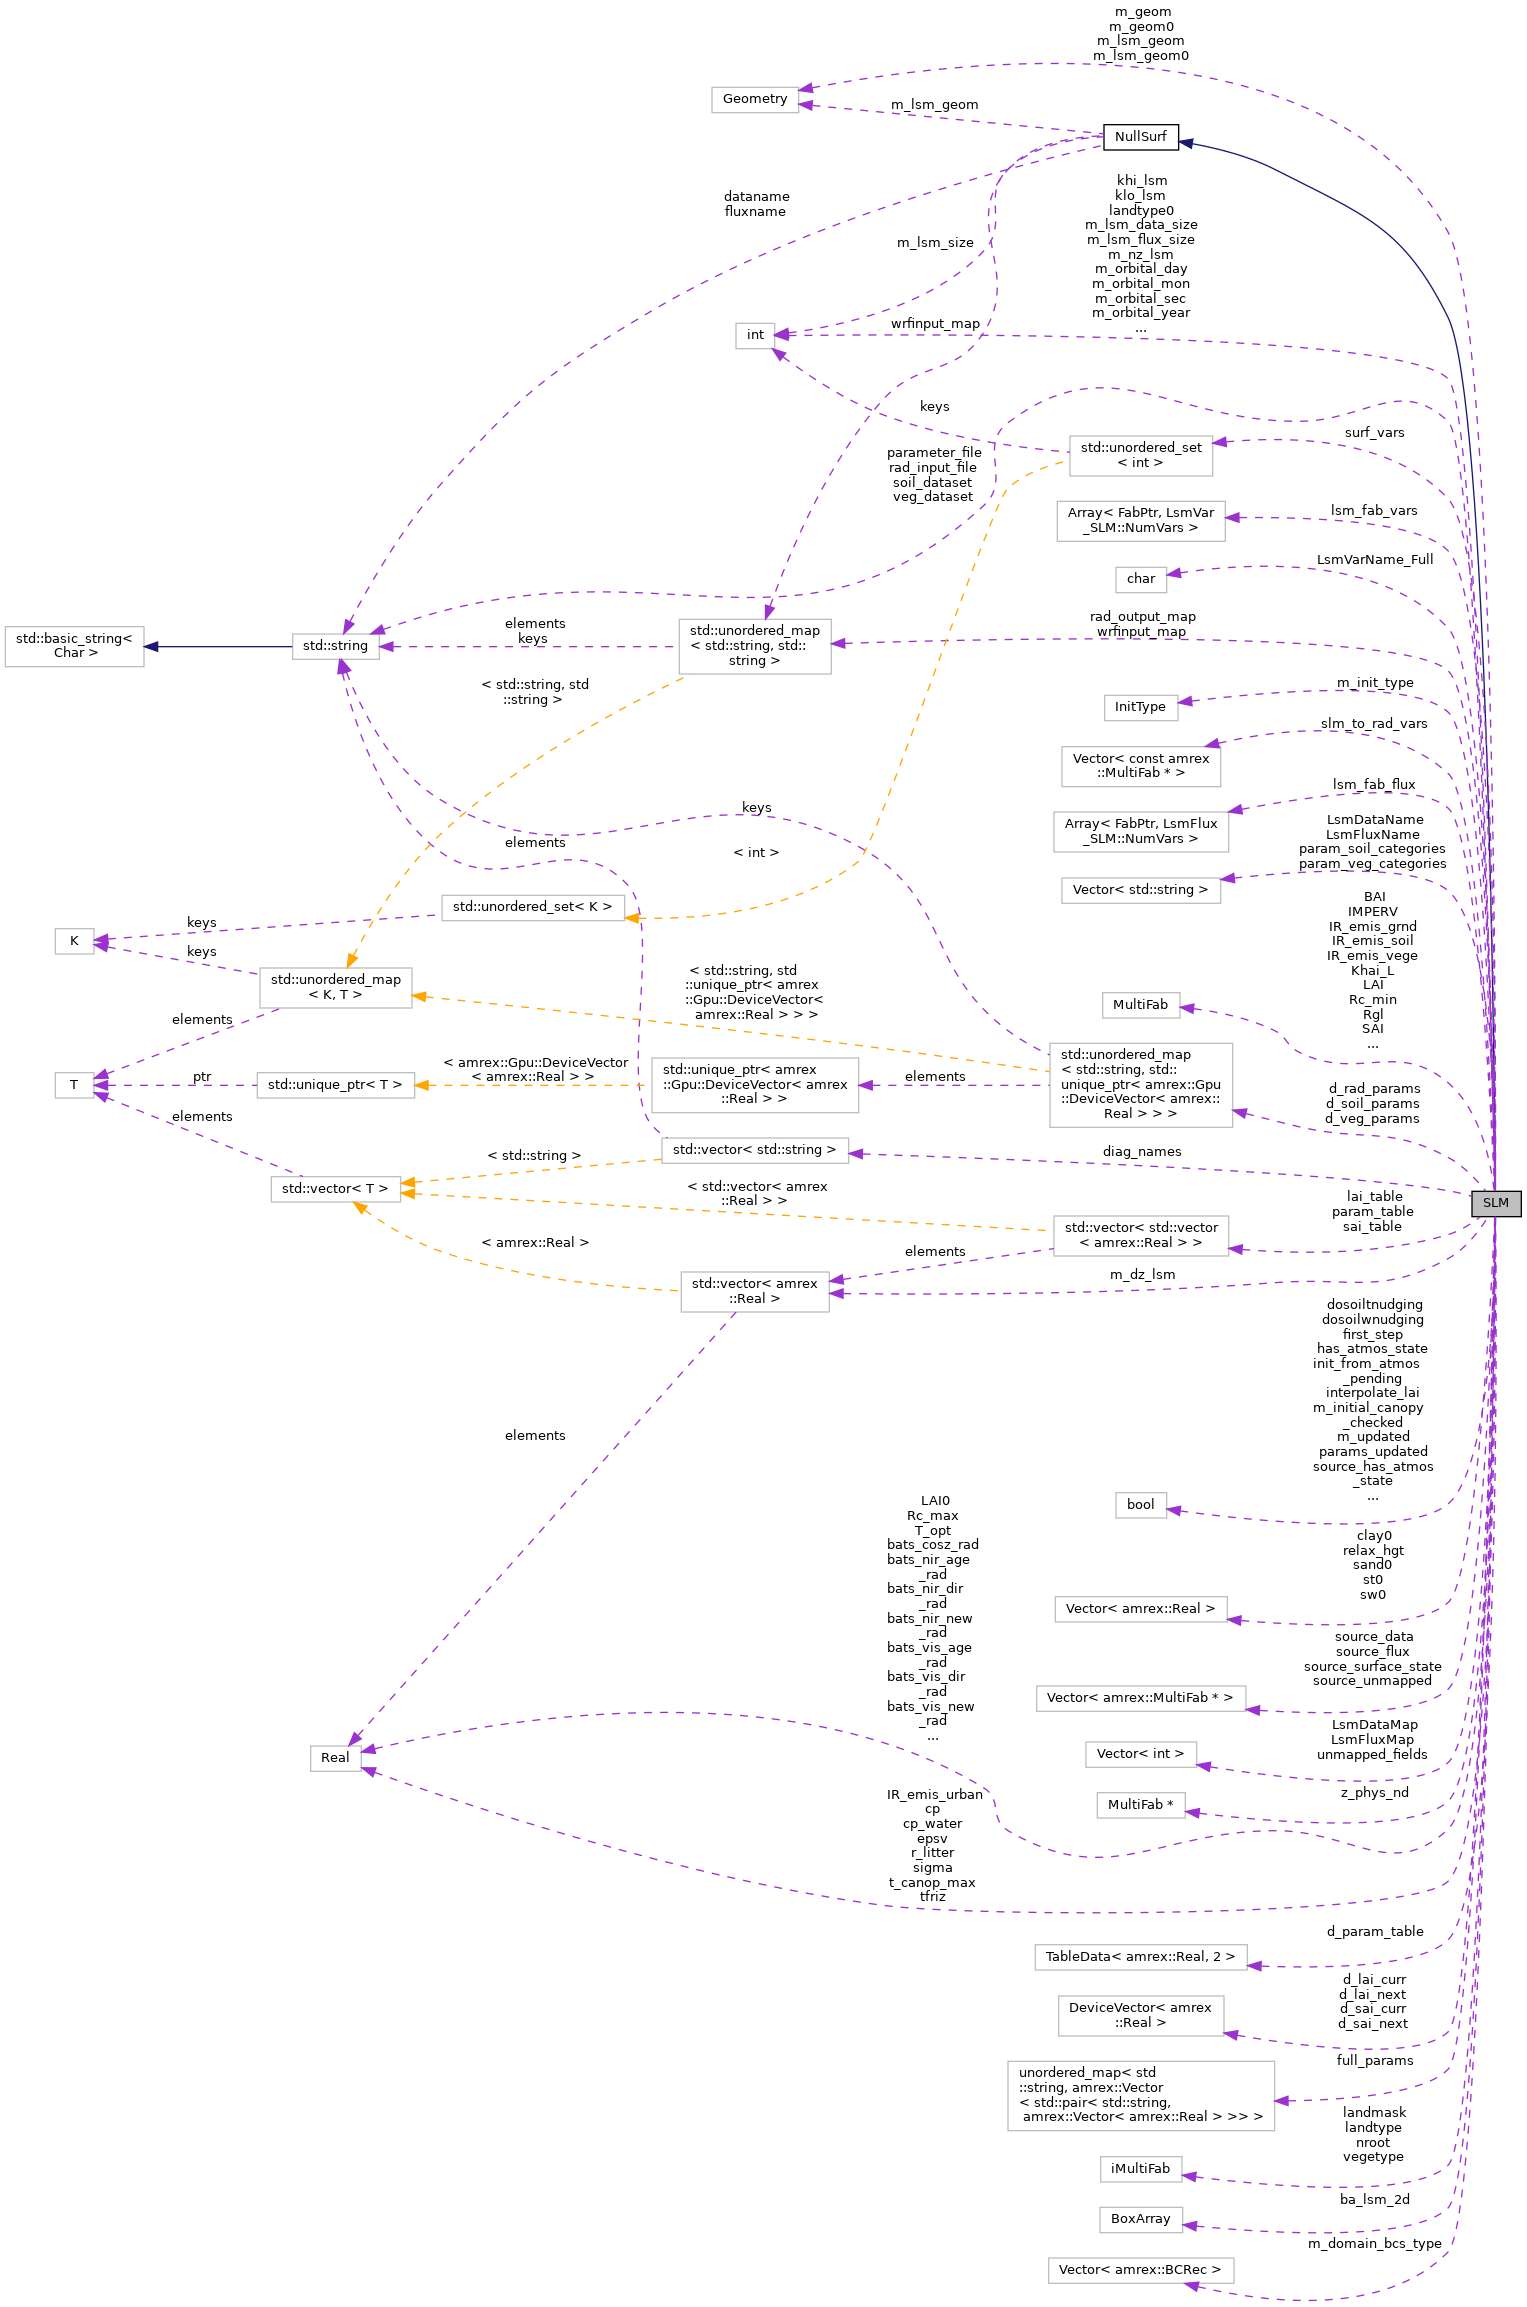 m_geom
m_geom0
m_lsm_geom
m_lsm_geom0
Geometry
m_lsm_geom
NullSurf
dataname
fluxname
khi_lsm
klo_lsm
landtype0
m_lsm_data_size
m_lsm_flux_size
m_nz_lsm
m_orbital_day
m_orbital_mon
m_orbital_sec
m_orbital_year
...
m_lsm_size
int
wrfinput_map
keys
std::unordered_set
< int >
surf_vars
parameter_file
rad_input_file
soil_dataset
veg_dataset
Array< FabPtr, LsmVar
_SLM::NumVars >
lsm_fab_vars
char
LsmVarName_Full
std::basic_string<
Char >
std::string
elements
keys
std::unordered_map
< std::string, std::
string >
rad_output_map
wrfinput_map
< std::string, std
::string >
InitType
m_init_type
Vector< const amrex
::MultiFab * >
slm_to_rad_vars
keys
elements
< int >
Array< FabPtr, LsmFlux
_SLM::NumVars >
lsm_fab_flux
LsmDataName
LsmFluxName
param_soil_categories
param_veg_categories
Vector< std::string >
std::unordered_set< K >
keys
K
keys
std::unordered_map
< K, T >
BAI
IMPERV
IR_emis_grnd
IR_emis_soil
IR_emis_vege
Khai_L
LAI
Rc_min
Rgl
SAI
...
MultiFab
< std::string, std
::unique_ptr< amrex
::Gpu::DeviceVector<
amrex::Real > > >
elements
T
ptr
std::unique_ptr< T >
< amrex::Gpu::DeviceVector
< amrex::Real > >
std::unique_ptr< amrex
::Gpu::DeviceVector< amrex
::Real > >
elements
std::unordered_map
< std::string, std::
unique_ptr< amrex::Gpu
::DeviceVector< amrex::
Real > > >
d_rad_params
d_soil_params
d_veg_params
elements
std::vector< T >
< std::string >
std::vector< std::string >
diag_names
SLM
< std::vector< amrex
::Real > >
std::vector< std::vector
< amrex::Real > >
lai_table
param_table
sai_table
< amrex::Real >
elements
std::vector< amrex
::Real >
m_dz_lsm
elements
dosoiltnudging
dosoilwnudging
first_step
has_atmos_state
init_from_atmos
_pending
interpolate_lai
m_initial_canopy
_checked
m_updated
params_updated
source_has_atmos
_state
...
bool
LAI0
Rc_max
T_opt
bats_cosz_rad
bats_nir_age
_rad
bats_nir_dir
_rad
bats_nir_new
_rad
bats_vis_age
_rad
bats_vis_dir
_rad
bats_vis_new
_rad
...
clay0
relax_hgt
sand0
st0
sw0
Vector< amrex::Real >
source_data
source_flux
source_surface_state
source_unmapped
Vector< amrex::MultiFab * >
Real
LsmDataMap
LsmFluxMap
unmapped_fields
Vector< int >
MultiFab *
z_phys_nd
IR_emis_urban
cp
cp_water
epsv
r_litter
sigma
t_canop_max
tfriz
d_param_table
TableData< amrex::Real, 2 >
d_lai_curr
d_lai_next
d_sai_curr
d_sai_next
DeviceVector< amrex
::Real >
full_params
unordered_map< std
::string, amrex::Vector
< std::pair< std::string,
amrex::Vector< amrex::Real > >> >
landmask
landtype
nroot
vegetype
iMultiFab
ba_lsm_2d
BoxArray
m_domain_bcs_type
Vector< amrex::BCRec >